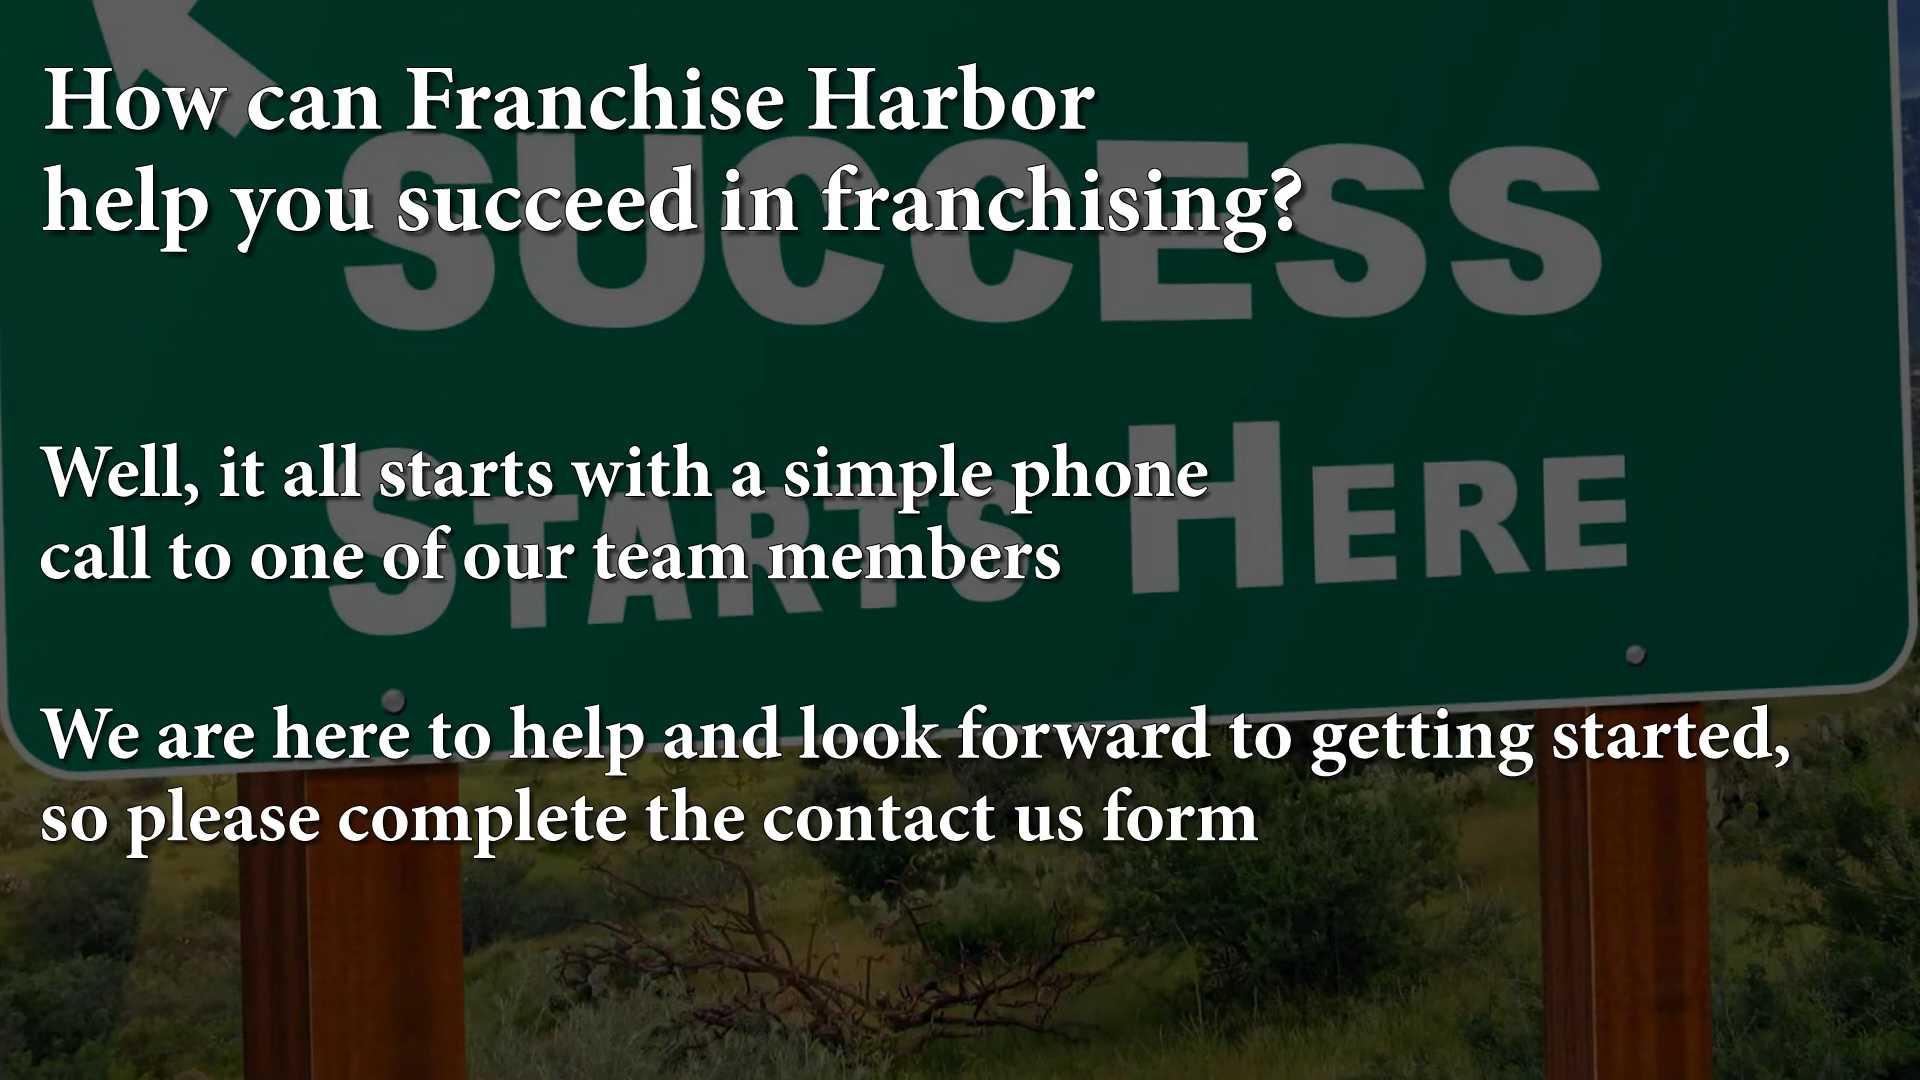 How can Franchise Harbor
help you succeed in franchising?
SUCCESS
Well, it all starts with a simple phone
call to one of our team members
STARTS HERE
We are here to help and look forward to getting started,
so please complete the contact us form